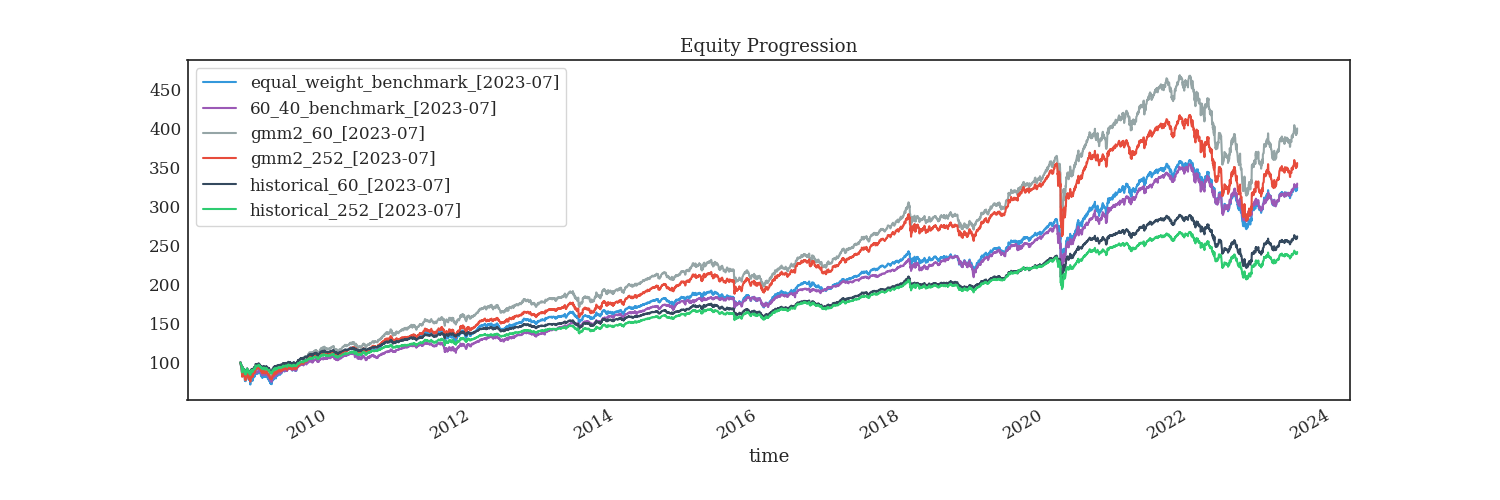 Equity Progression
equal_weight_benchmark_[2023-07]
60_40_benchmark_[2023-07]
gmm2_60_[2023-07]
gmm2_252_[2023-07]
historical_60_[2023-07]
historical_252_[2023-07]
450
400
350
300
250
200
150
100
2010 2012 2014 2016 2018 2020 2022 2024
time